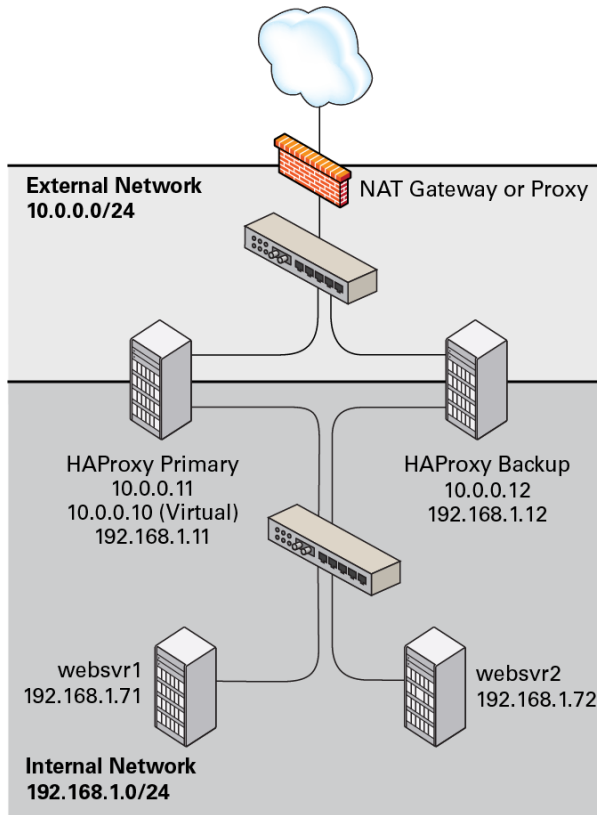 External Network
10.0.0.0/24
NAT Gateway or Proxy
HAProxy Primary
10.0.0.11
10.0.0.10 (Virtual)
192.168.1.11
HAProxy Backup
10.0.0.12
192.168.1.12
websvr1
192.168.1.71
websvr2
192.168.1.72
Internal Network
192.168.1.0/24